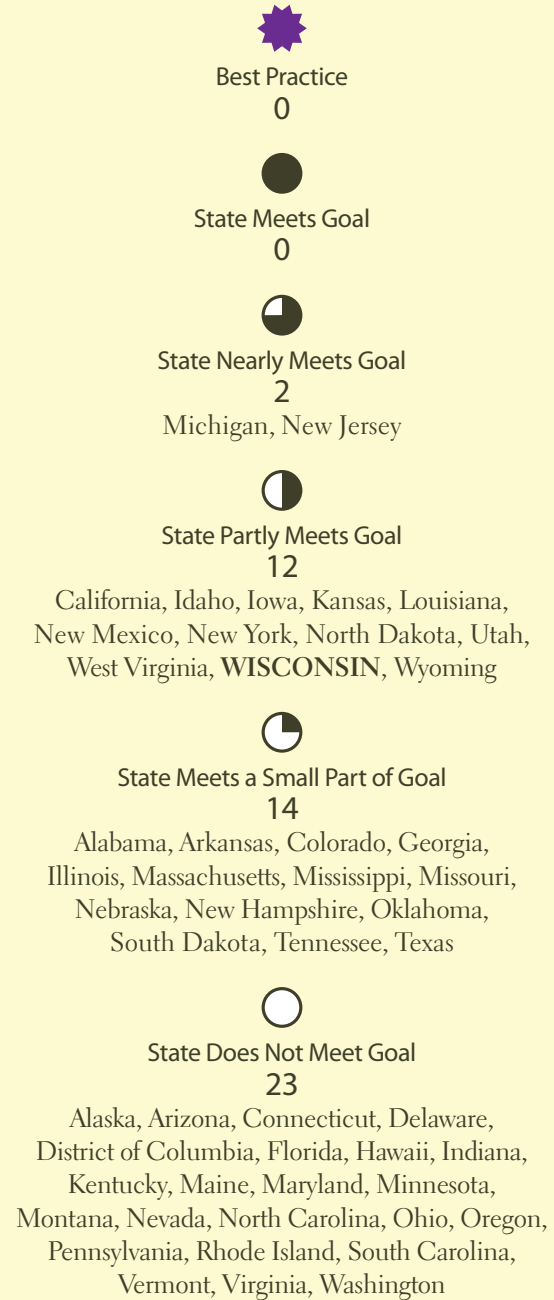 Best Practice
0
State Meets Goal
0
State Nearly Meets Goal
2
Michigan, New Jersey
State Partly Meets Goal
12
California, Idaho, Iowa, Kansas, Louisiana,
New Mexico, New York, North Dakota, Utah,
West Virginia, WISCONSIN, Wyoming
State Meets a Small Part of Goal
14
Alabama, Arkansas, Colorado, Georgia,
Illinois, Massachusetts, Mississippi, Missouri,
Nebraska, New Hampshire, Oklahoma,
South Dakota, Tennessee, Texas
State Does Not Meet Goal
23
Alaska, Arizona, Connecticut, Delaware,
District of Columbia, Florida, Hawaii, Indiana,
Kentucky, Maine, Maryland, Minnesota,
Montana, Nevada, North Carolina, Ohio, Oregon,
Pennsylvania, Rhode Island, South Carolina,
Vermont, Virginia, Washington